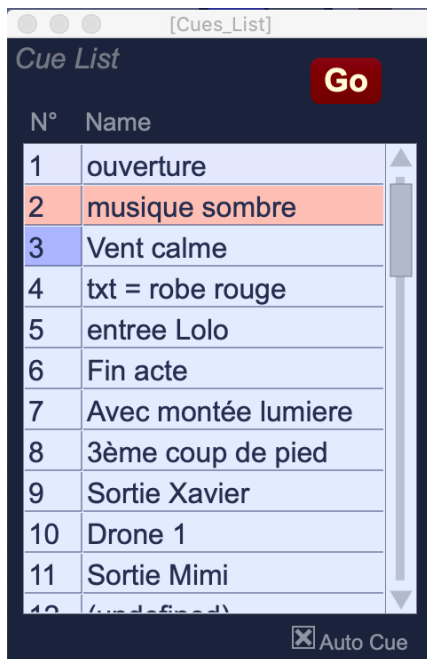 [Cues_List]
Cue List
Go
N° Name
1 ouverture
2 musique sombre
3 Vent calme
4 txt = robe rouge
5 entree Lolo
6 Fin acte
7 Avec montée lumiere
8 3ème coup de pied
9 Sortie Xavier
10 Drone 1
11 Sortie Mimi
12 (undefined)
Auto Cue